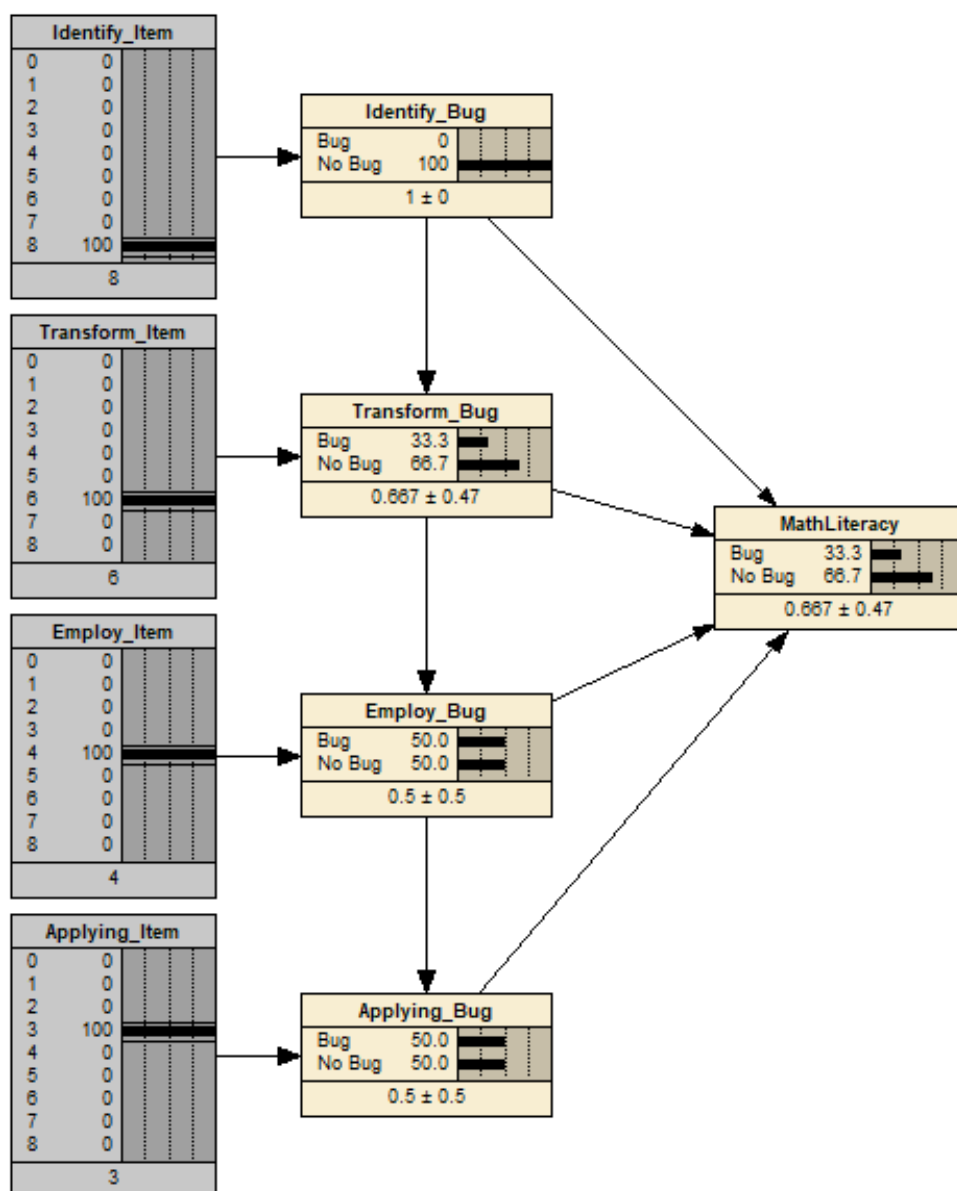 Identify_Item
0 0
1 0
2 0
3 0
4 0
5 0
6 0
7 0
8 100
8
Identify_Bug
Bug 0
No Bug 100
1 ± 0
Transform_Item
0 0
1 0
2 0
3 0
4 0
5 0
6 100
7 0
8 0
6
Transform_Bug
Bug 33.3
No Bug 66.7
0.667 ± 0.47
MathLiteracy
Bug 33.3
No Bug 66.7
0.667 ± 0.47
Employ_Item
0 0
1 0
2 0
3 0
4 100
5 0
6 0
7 0
8 0
4
Employ_Bug
Bug 50.0
No Bug 50.0
0.5 ± 0.5
Applying_Item
0 0
1 0
2 0
3 100
4 0
5 0
6 0
7 0
8 0
3
Applying_Bug
Bug 50.0
No Bug 50.0
0.5 ± 0.5